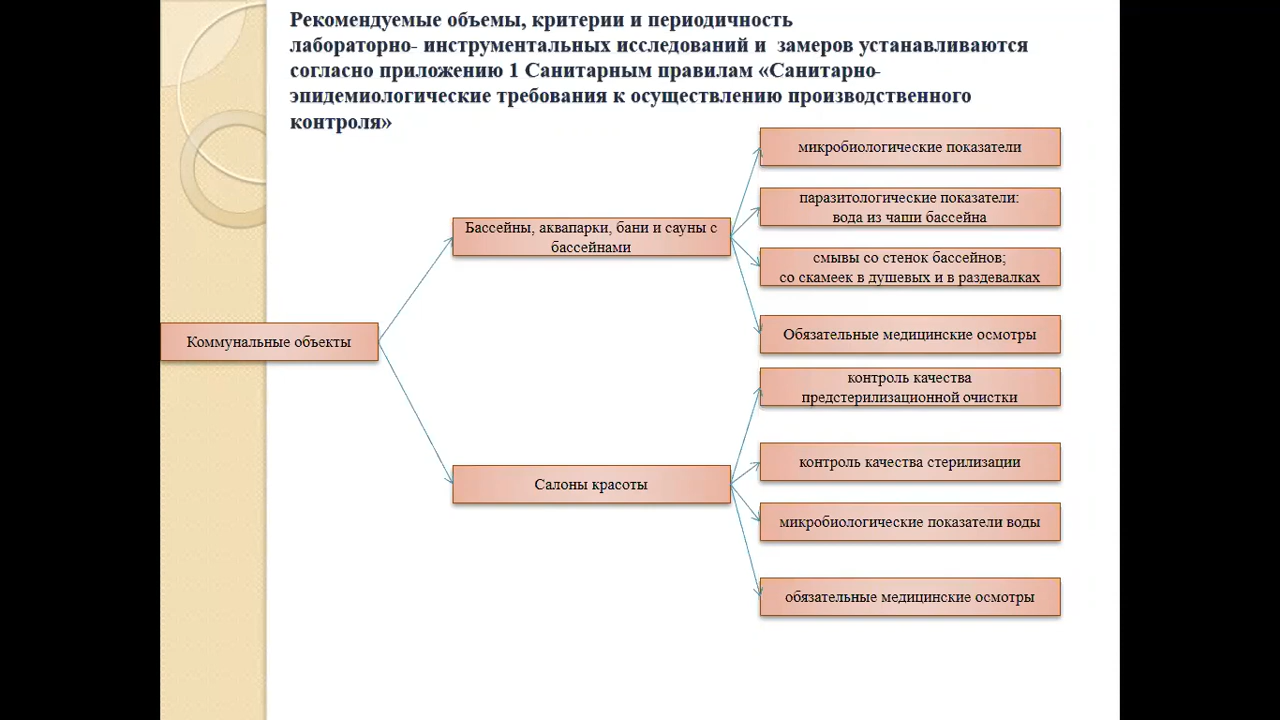 Рекомендуемые объемы, критерии и периодичность
лабораторно- инструментальных исследований и замеров устанавливаются
согласно приложению 1 Санитарным правилам «Санитарно-
эпидемиологические требования к осуществлению производственного
контроля»
Коммунальные объекты
Бассейны, аквапарки, бани и сауны с
бассейнами
микробиологические показатели
паразитологические показатели:
вода из чаши бассейна
смывы со стенок бассейнов;
со скамеек в душевых и в раздевалках
Обязательные медицинские осмотры
Салоны красоты
контроль качества
предстерилизационной очистки
контроль качества стерилизации
микробиологические показатели воды
обязательные медицинские осмотры